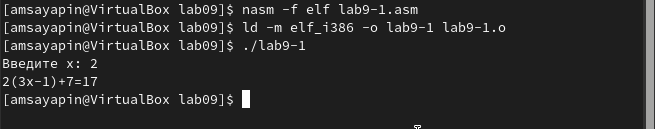 [amsayapin@VirtualBox lab09]$ nasm -f elf lab9-1.asm
[amsayapin@VirtualBox lab09]$ ld -m elf_i386 -o lab9-1 lab9-1.o
[amsayapin@VirtualBox lab09]$ ./lab9-1
Введите x: 2
2(3x-1)+7=17
[amsayapin@VirtualBox lab09]$